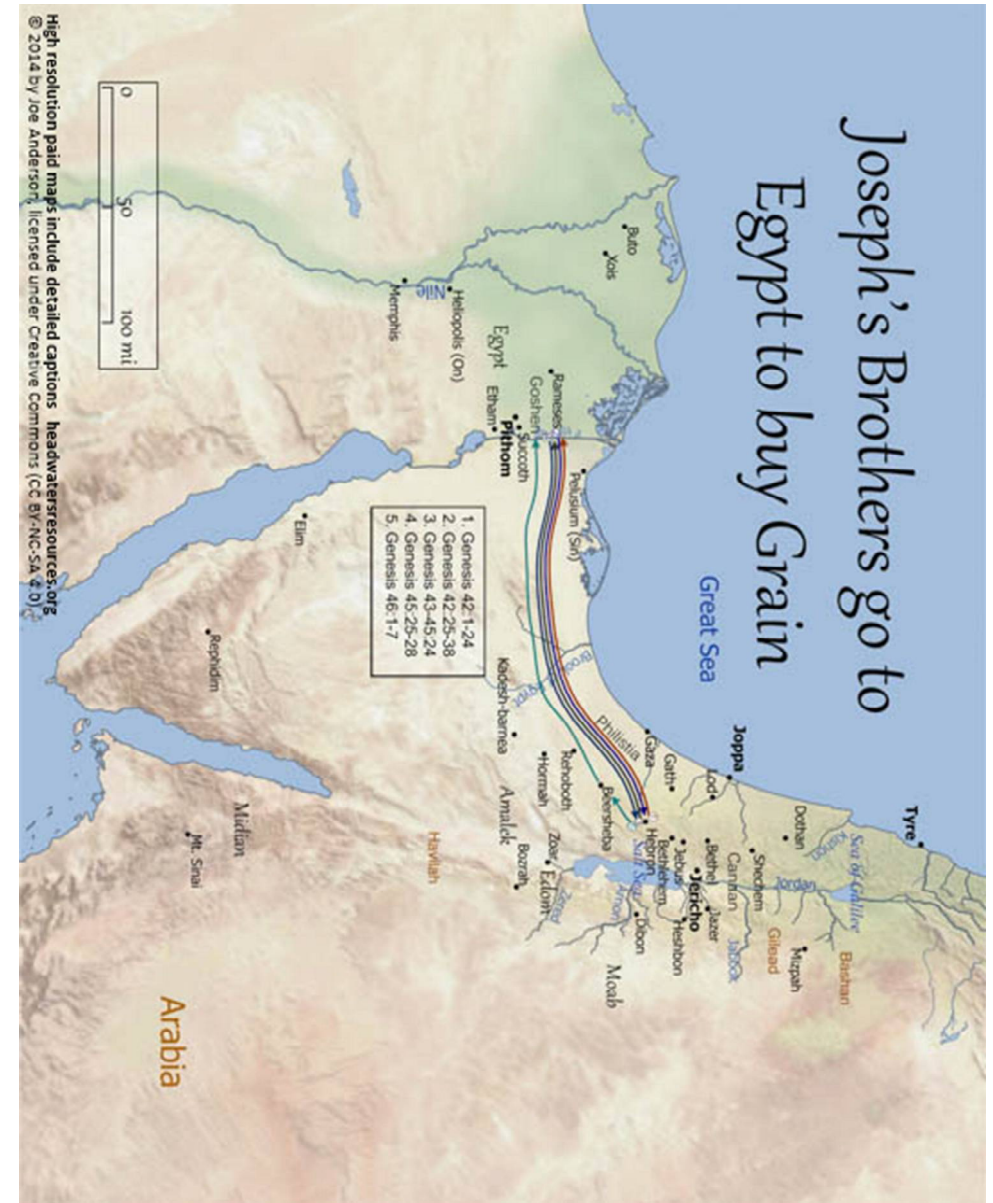 Joseph's Brothers go to
Egypt to buy Grain
Great Sea
Tyre
Sea of Galilee
Kishon
Bashan
Dothan
Mizpah
Joppa
Gilead
Shechem
Jordan
Jabbok
Lod
Canaan
Bethel
Jazer
Jericho
Gath
Jebus
Heshbon
Bethlehem
Gaza
Hebron
Salt Sea
Dibon
Arnon
Philistia
Moab
Beersheba
Buto
Xois
Pelusium (Sin)
Brook
Egypt
Rehoboth
Zered
Rameses
Goshen
Hormah
Zoar
Edom
Succoth
Pithom
Etham
Kadesh-barnea
Amalek
Bozrah
Egypt
Heliopolis (On)
Nile
Memphis
1. Genesis 42:1-24
2. Genesis 42:25-38
3. Genesis 43-45:24
4. Genesis 45:25-28
5. Genesis 46:1-7
Havilah
Elim
Midian
Rephidim
Mt. Sinai
Arabia
0 50 100 mi
High resolution paid maps include detailed captions headwatersresources.org
© 2014 by Joe Anderson, licensed under Creative Commons (CC BY-NC-SA 4.0)